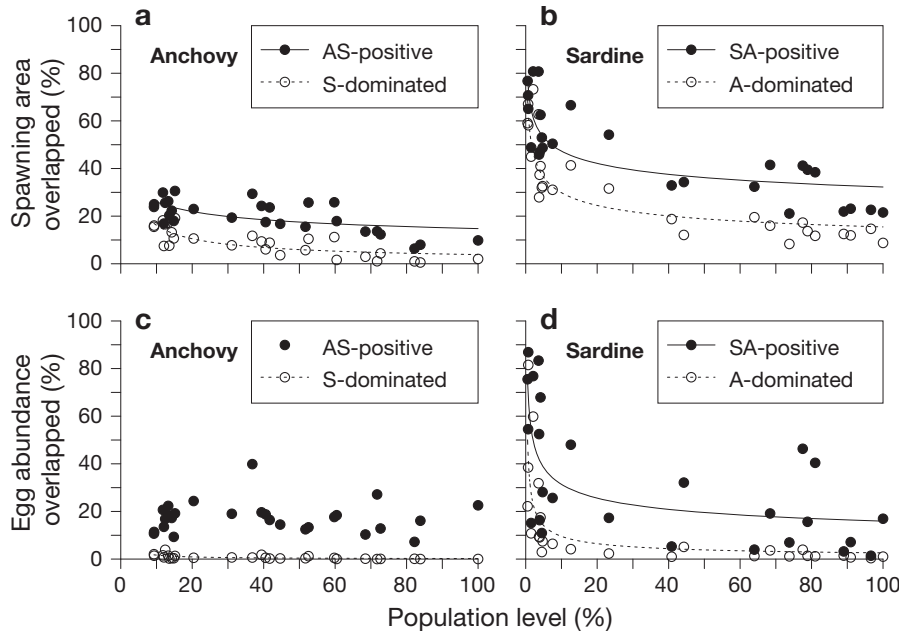 a
b
Anchovy
AS-positive
S-dominated
Sardine
SA-positive
A-dominated
Spawning area
overlapped (%)
100
80
60
40
20
0
c
d
Anchovy
AS-positive
S-dominated
Sardine
SA-positive
A-dominated
Egg abundance
overlapped (%)
100
80
60
40
20
0
0 20 40 60 80 100 0 20 40 60 80 100
Population level (%)